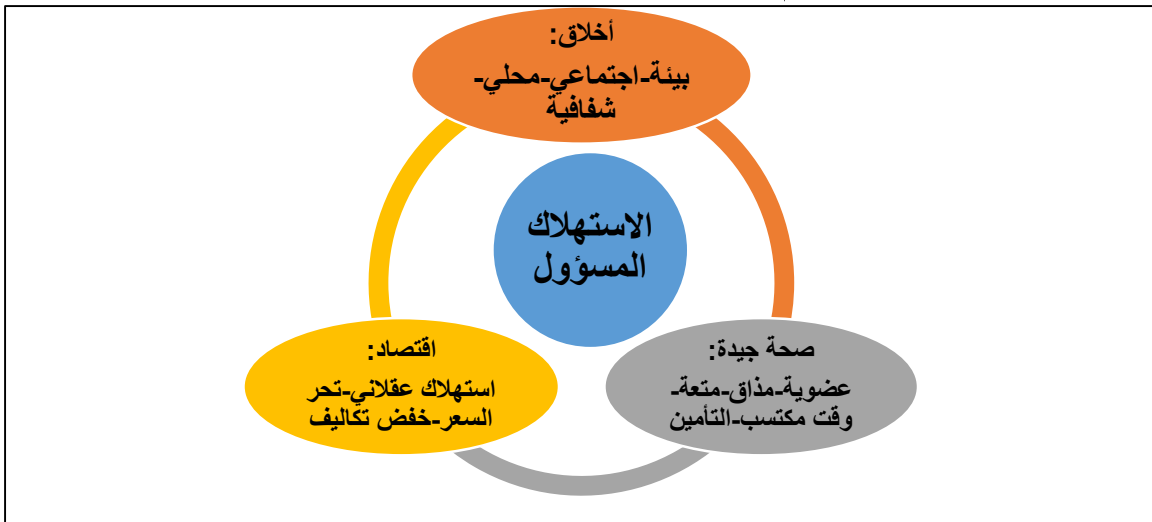 أخلاق:
بيئة-اجتماعي-محلي-
شفافية
الاستهلاك
المسؤول
صحة جيدة:
عضوية-مذاق-متعة-
وقت مكتسب-التأمين
اقتصاد:
استهلاك عقلاني-تحر
السعر-خفض تكاليف